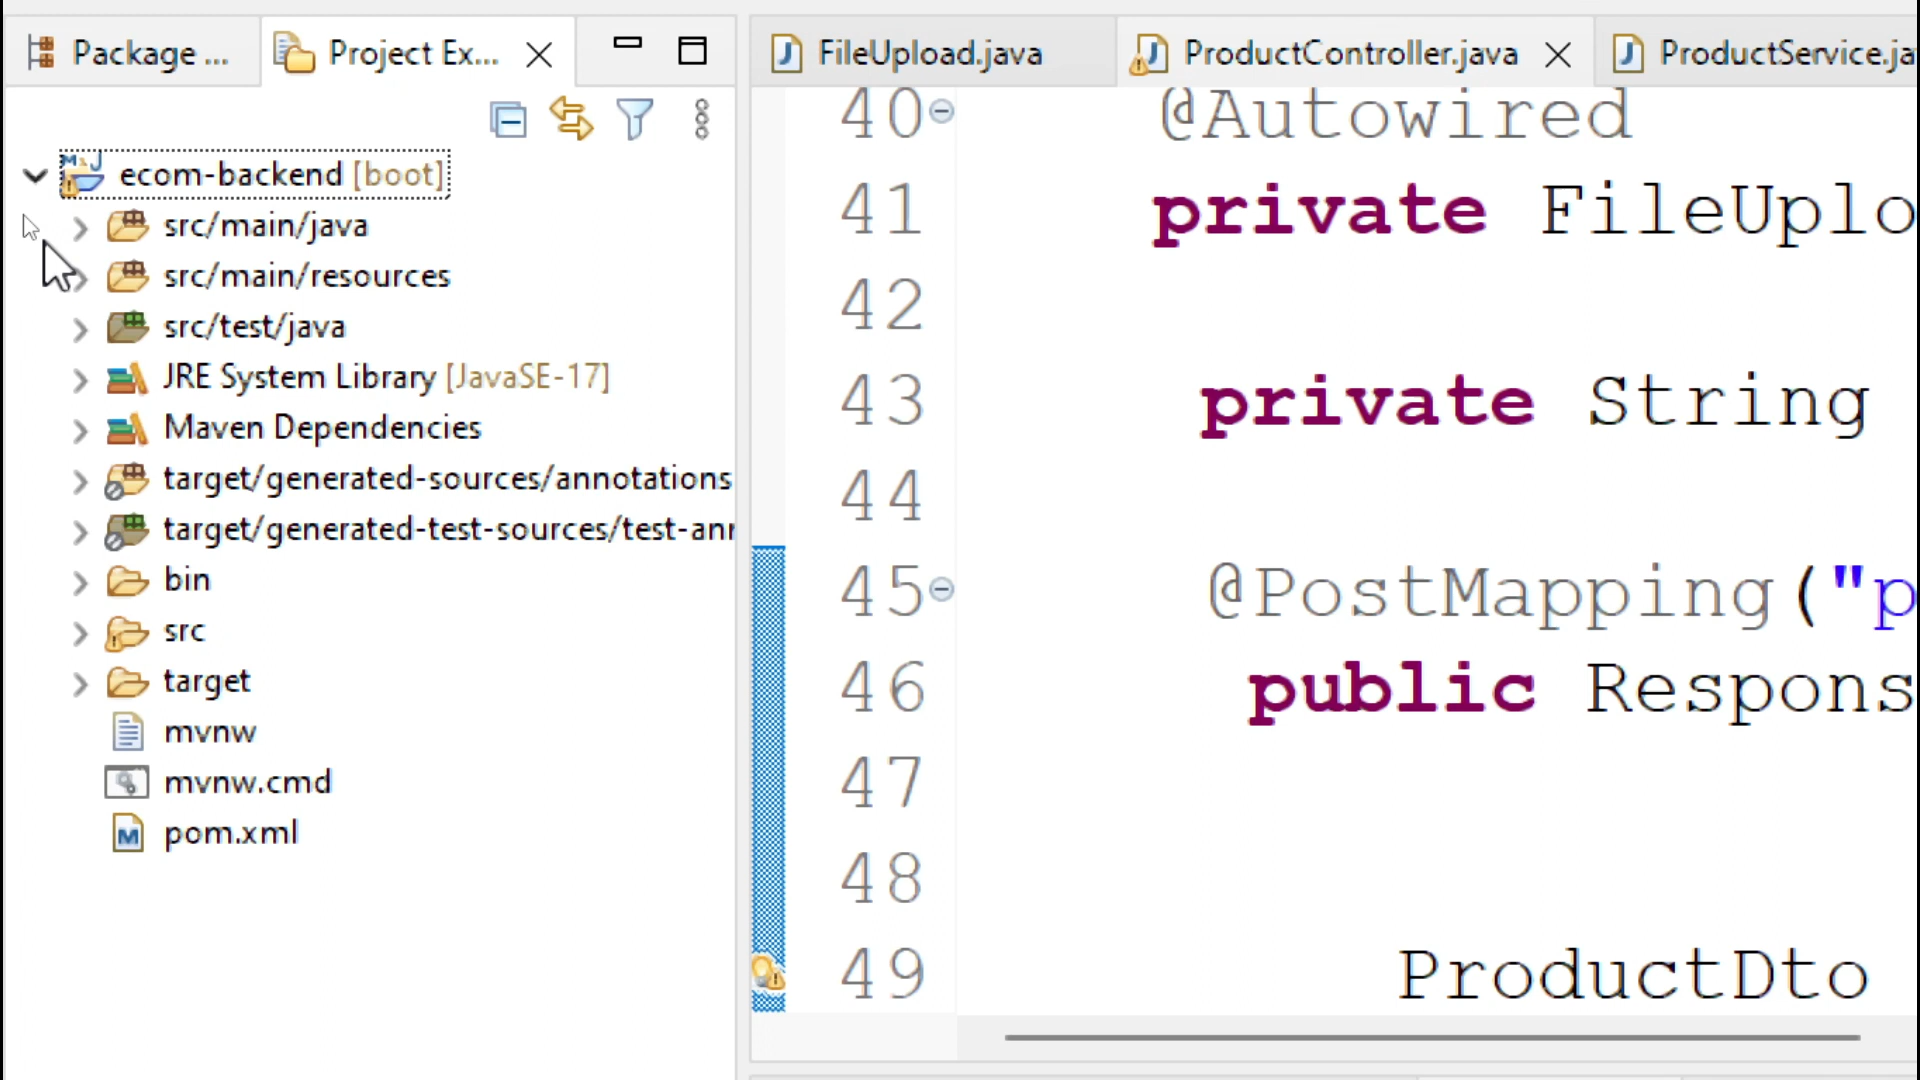 Package ...
Project Ex...
FileUpload.java
ProductController.java
ProductService.ja
ecom-backend [boot]
src/main/java
src/main/resources
src/test/java
JRE System Library [JavaSE-17]
Maven Dependencies
target/generated-sources/annotations
target/generated-test-sources/test-ann
bin
src
target
mvnw
mvnw.cmd
pom.xml
40 @Autowired
41 private FileUplo
42
43 private String
44
45 @PostMapping("p
46 public Respons
47
48
49 ProductDto